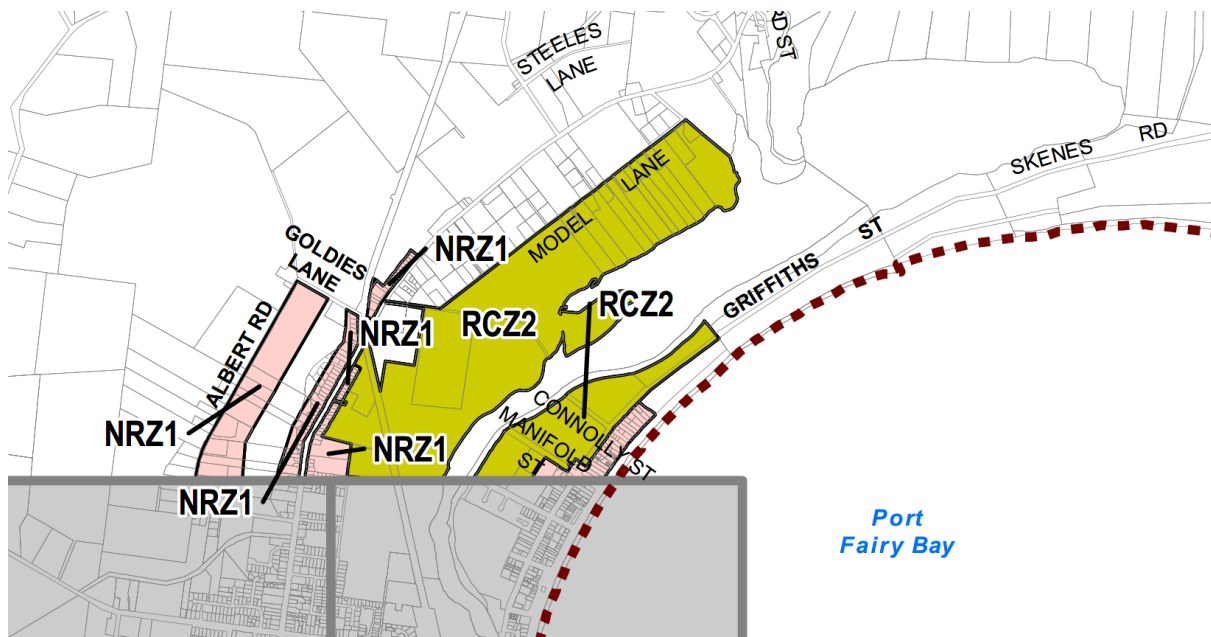 STEELES
LANE
RD ST
SKENES RD
MODEL LANE
GOLDIES
LANE
NRZ1
ALBERT RD
RCZ2
RCZ2
NRZ1
GRIFFITHS ST
CONNOLLY ST
MANIFOLD
ST
NRZ1
NRZ1
NRZ1
Port
Fairy Bay